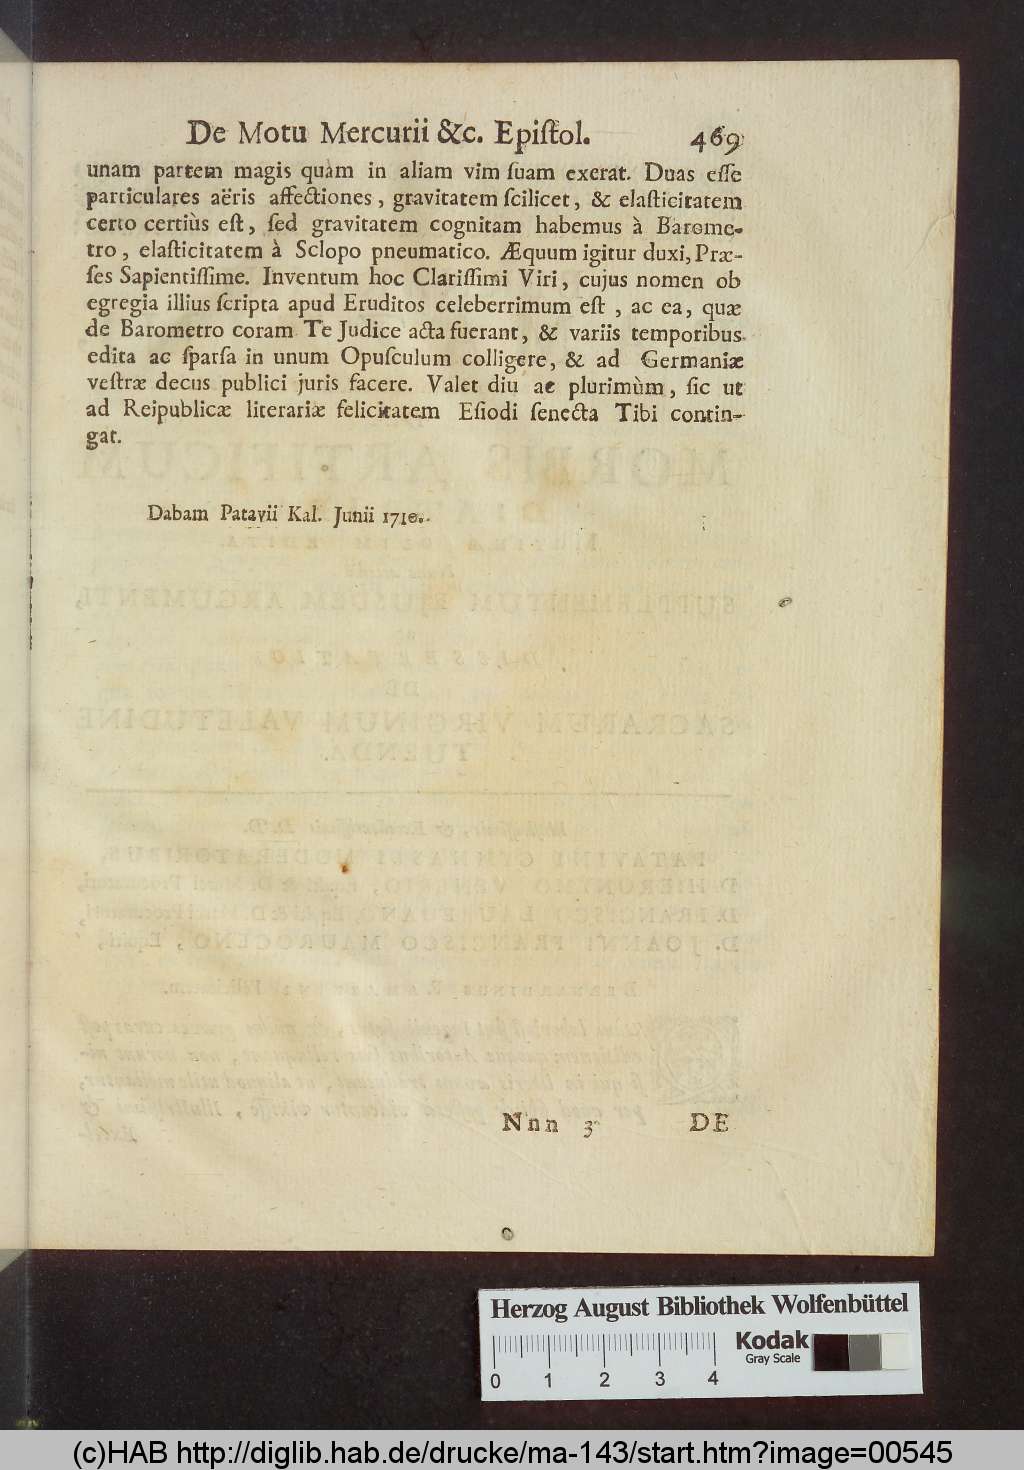 De Motu Mercurii &c. Epiſtol. 469
unam partem magis quàm in aliam vim ſuam exerat. Duas eſſe
particulares aëris affectiones, gravitatem ſcilicet, & elaſticitatem
certo certiùs eſt, ſed gravitatem cognitam habemus à Barome-
tro, elaſticitatem à Sclopo pneumatico. Æquum igitur duxi, Præ-
ſes Sapientiſſime. Inventum hoc Clariſſimi Viri, cujus nomen ob
egregia illius ſcripta apud Eruditos celeberrimum eſt, ac ea, quæ
de Barometro coram Te Judice acta fuerant, & variis temporibus
edita ac ſparſa in unum Opuſculum colligere, & ad Germaniæ
veſtræ decus publici juris facere. Valet diu ac plurimùm, ſic ut
ad Reipublicæ literariæ felicitatem Eſiodi ſenecta Tibi contin-
gat.
Dabam Patavii Kal. Junii 1710.
Nnn 3 DE
Herzog August Bibliothek Wolfenbüttel
Kodak
Gray Scale
0 1 2 3 4
(c)HAB http://diglib.hab.de/drucke/ma-143/start.htm?image=00545